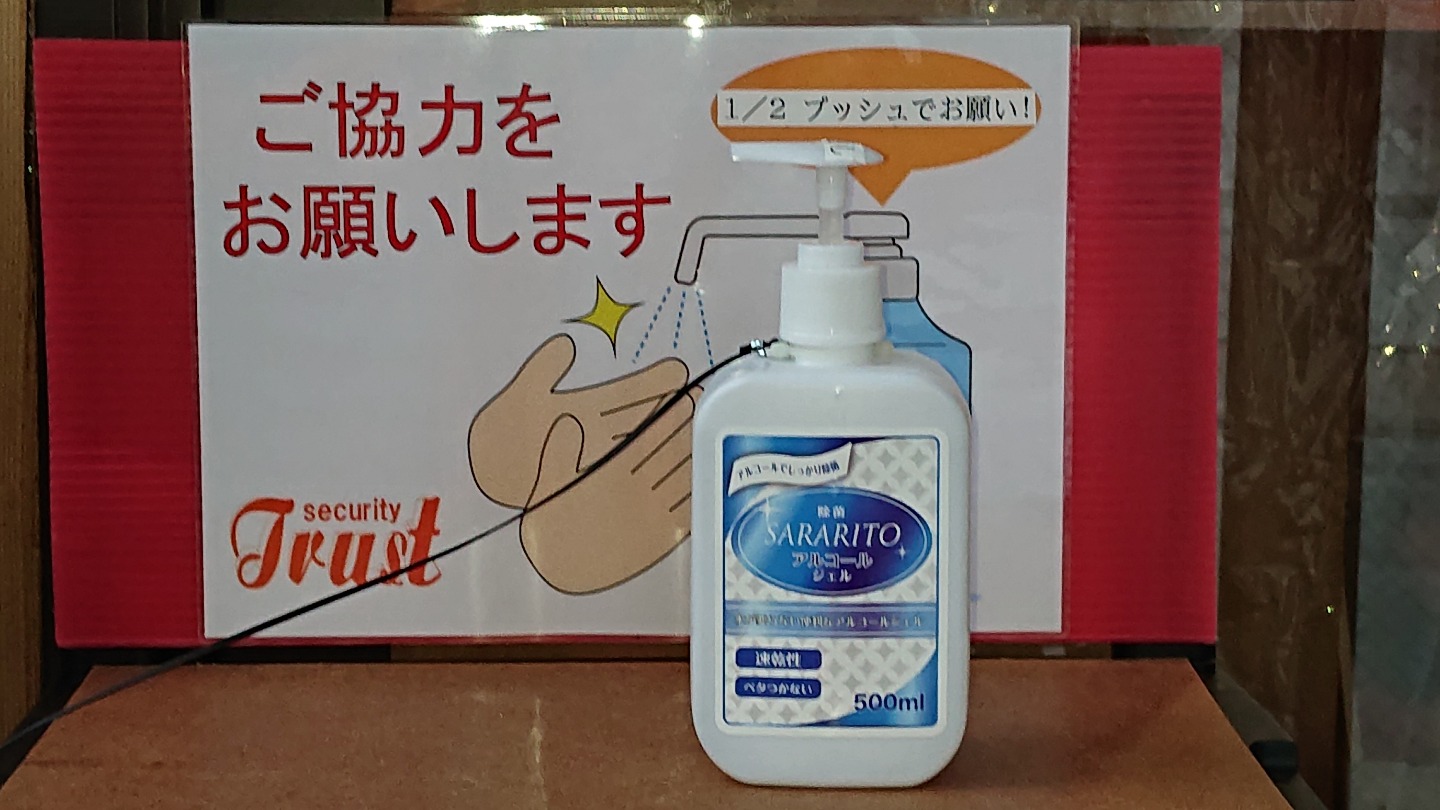 ご協力を
お願いします
1/2 プッシュでお願い!
security
Trust
アルコールでしっかり除菌
除菌
SARARITO
アルコール
ジェル
速乾性
ベタつかない
500ml